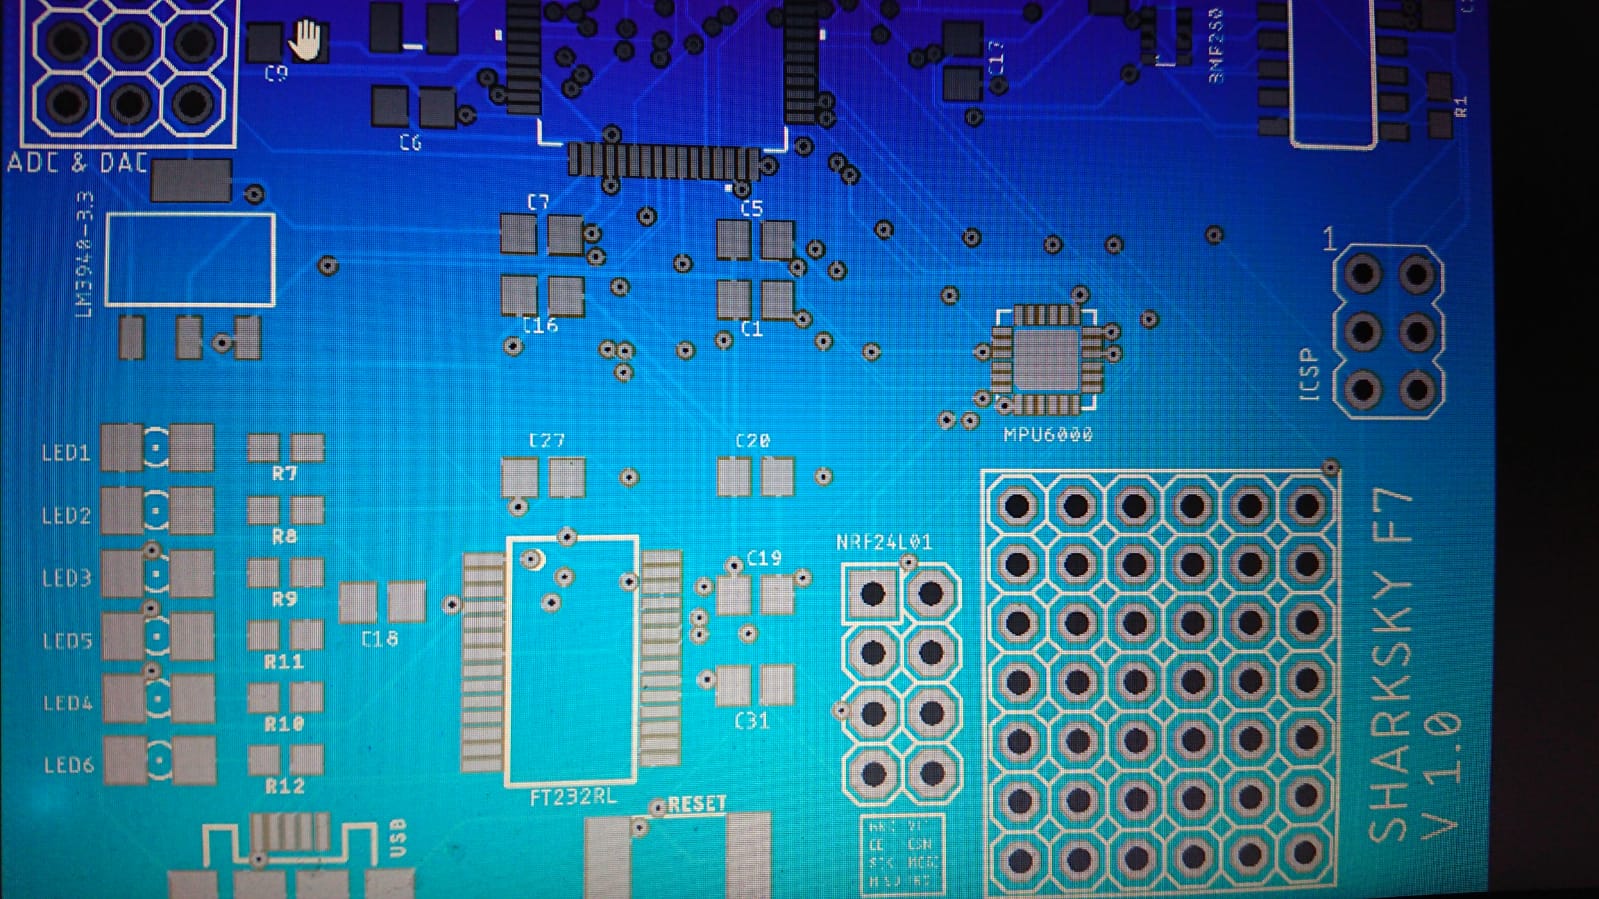 C9
C17
R1
C6
ADC & DAC
LM3940-3.3
C7
C5
1
C16
C1
ICSP
MPU6000
LED1
R7
C27
C20
LED2
R8
NRF24L01
LED3
R9
C19
LED5
R11
C18
LED4
R10
C31
LED6
R12
FT232RL
RESET
USB
CE CSN
SHARKSKY F7
V 1.0